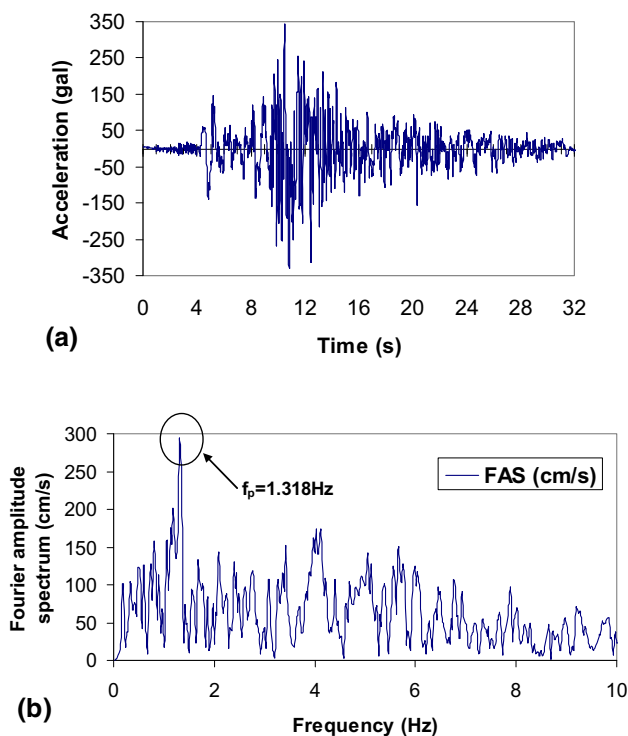 350
250
150
50
-50
-150
-250
-350
Acceleration (gal)
0 4 8 12 16 20 24 28 32
Time (s)
(a)
300
250
200
150
100
50
0
Fourier amplitude
spectrum (cm/s)
fp=1.318Hz
FAS (cm/s)
0 2 4 6 8 10
Frequency (Hz)
(b)